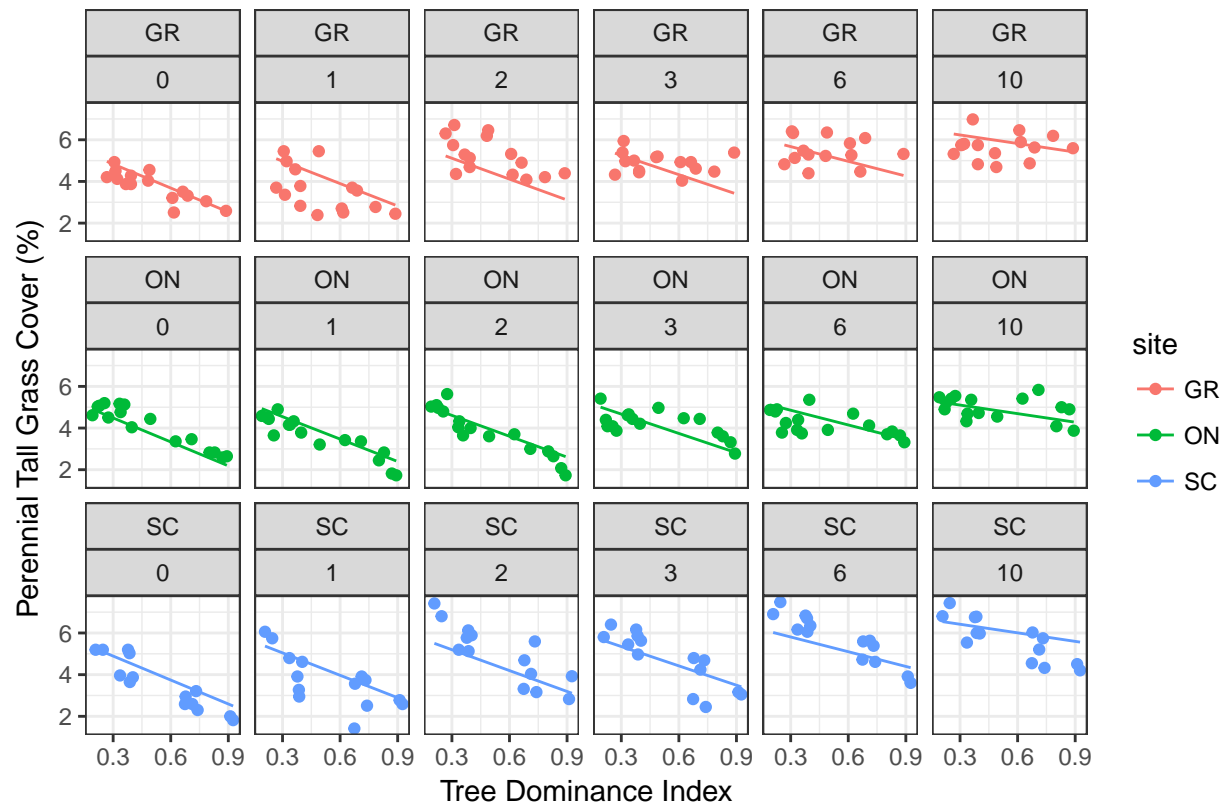 GR GR GR GR GR GR
0 1 2 3 6 10
6
4
2
ON ON ON ON ON ON
0 1 2 3 6 10
6
4
2
SC SC SC SC SC SC
0 1 2 3 6 10
6
4
2
0.3 0.6 0.9 0.3 0.6 0.9 0.3 0.6 0.9 0.3 0.6 0.9 0.3 0.6 0.9 0.3 0.6 0.9
Tree Dominance Index
Perennial Tall Grass Cover (%)
site
GR
ON
SC